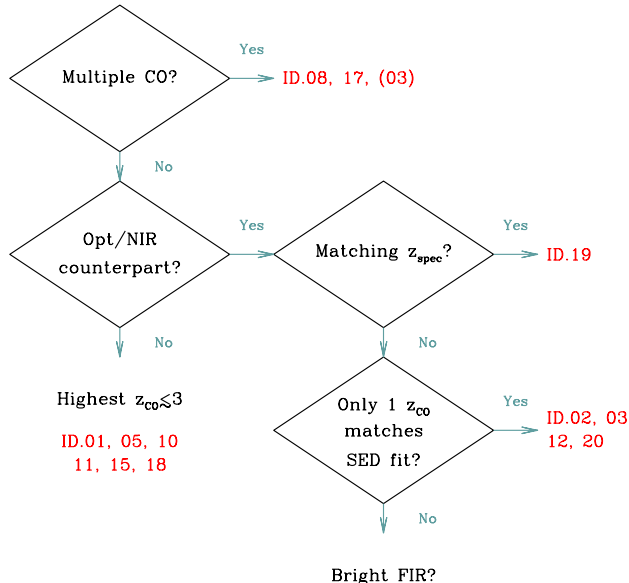 Yes
Multiple CO?
ID.08, 17, (03)
No
Yes
Yes
Opt/NIR
counterpart?
Matching z_spec?
ID.19
No
No
Highest z_CO≲3
ID.01, 05, 10
11, 15, 18
Only 1 z_CO
matches
SED fit?
Yes
ID.02, 03
12, 20
No
Bright FIR?